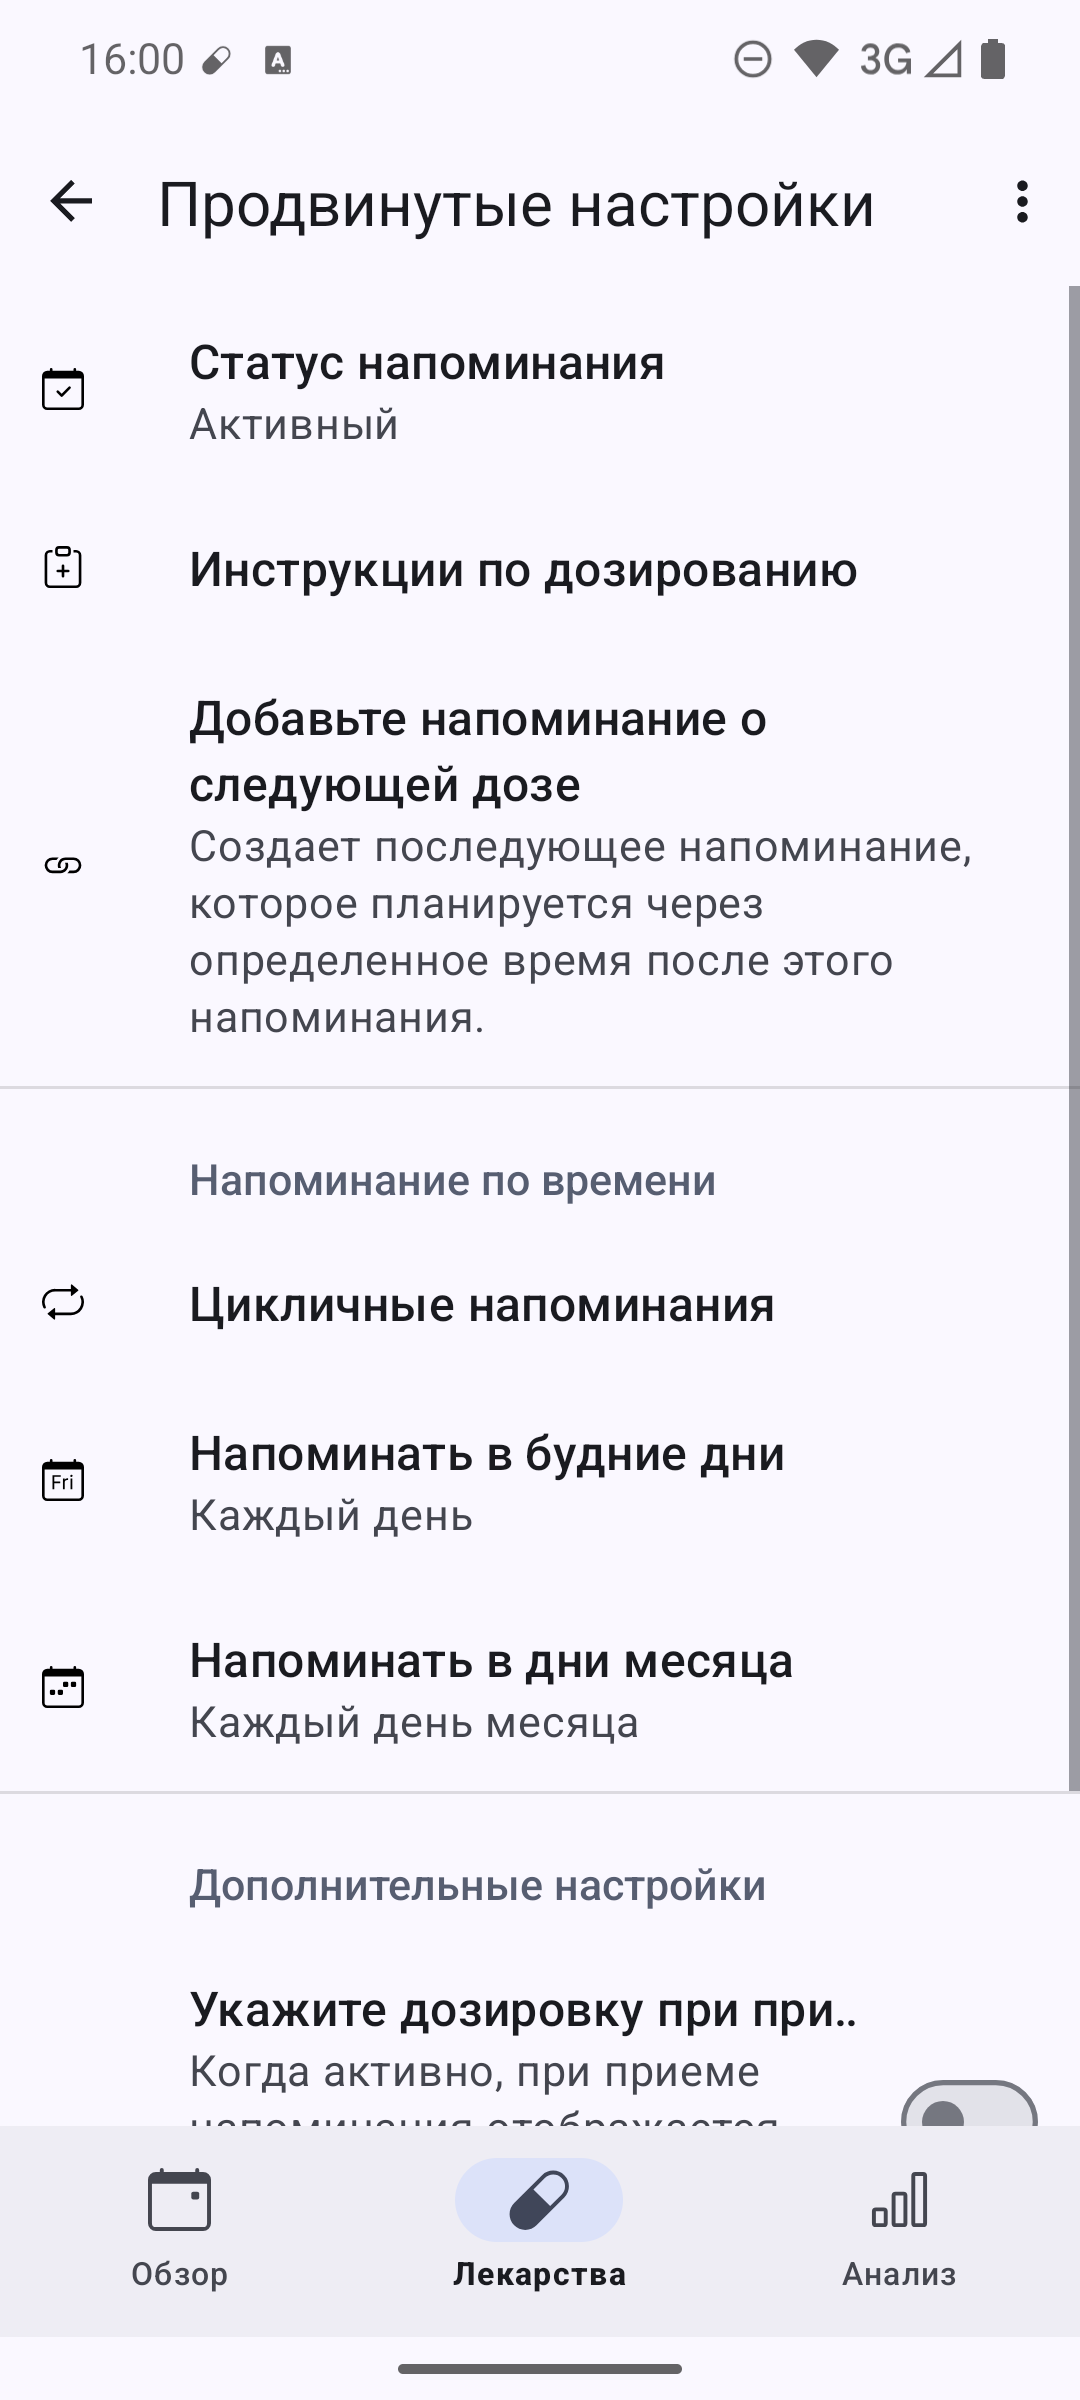 16:00
3G
Продвинутые настройки
Статус напоминания
Активный
Инструкции по дозированию
Добавьте напоминание о
следующей дозе
Создает последующее напоминание,
которое планируется через
определенное время после этого
напоминания.
Напоминание по времени
Цикличные напоминания
Fri
Напоминать в будние дни
Каждый день
Напоминать в дни месяца
Каждый день месяца
Дополнительные настройки
Укажите дозировку при при..
Когда активно, при приеме
напоминания отображается
Обзор
Лекарства
Анализ